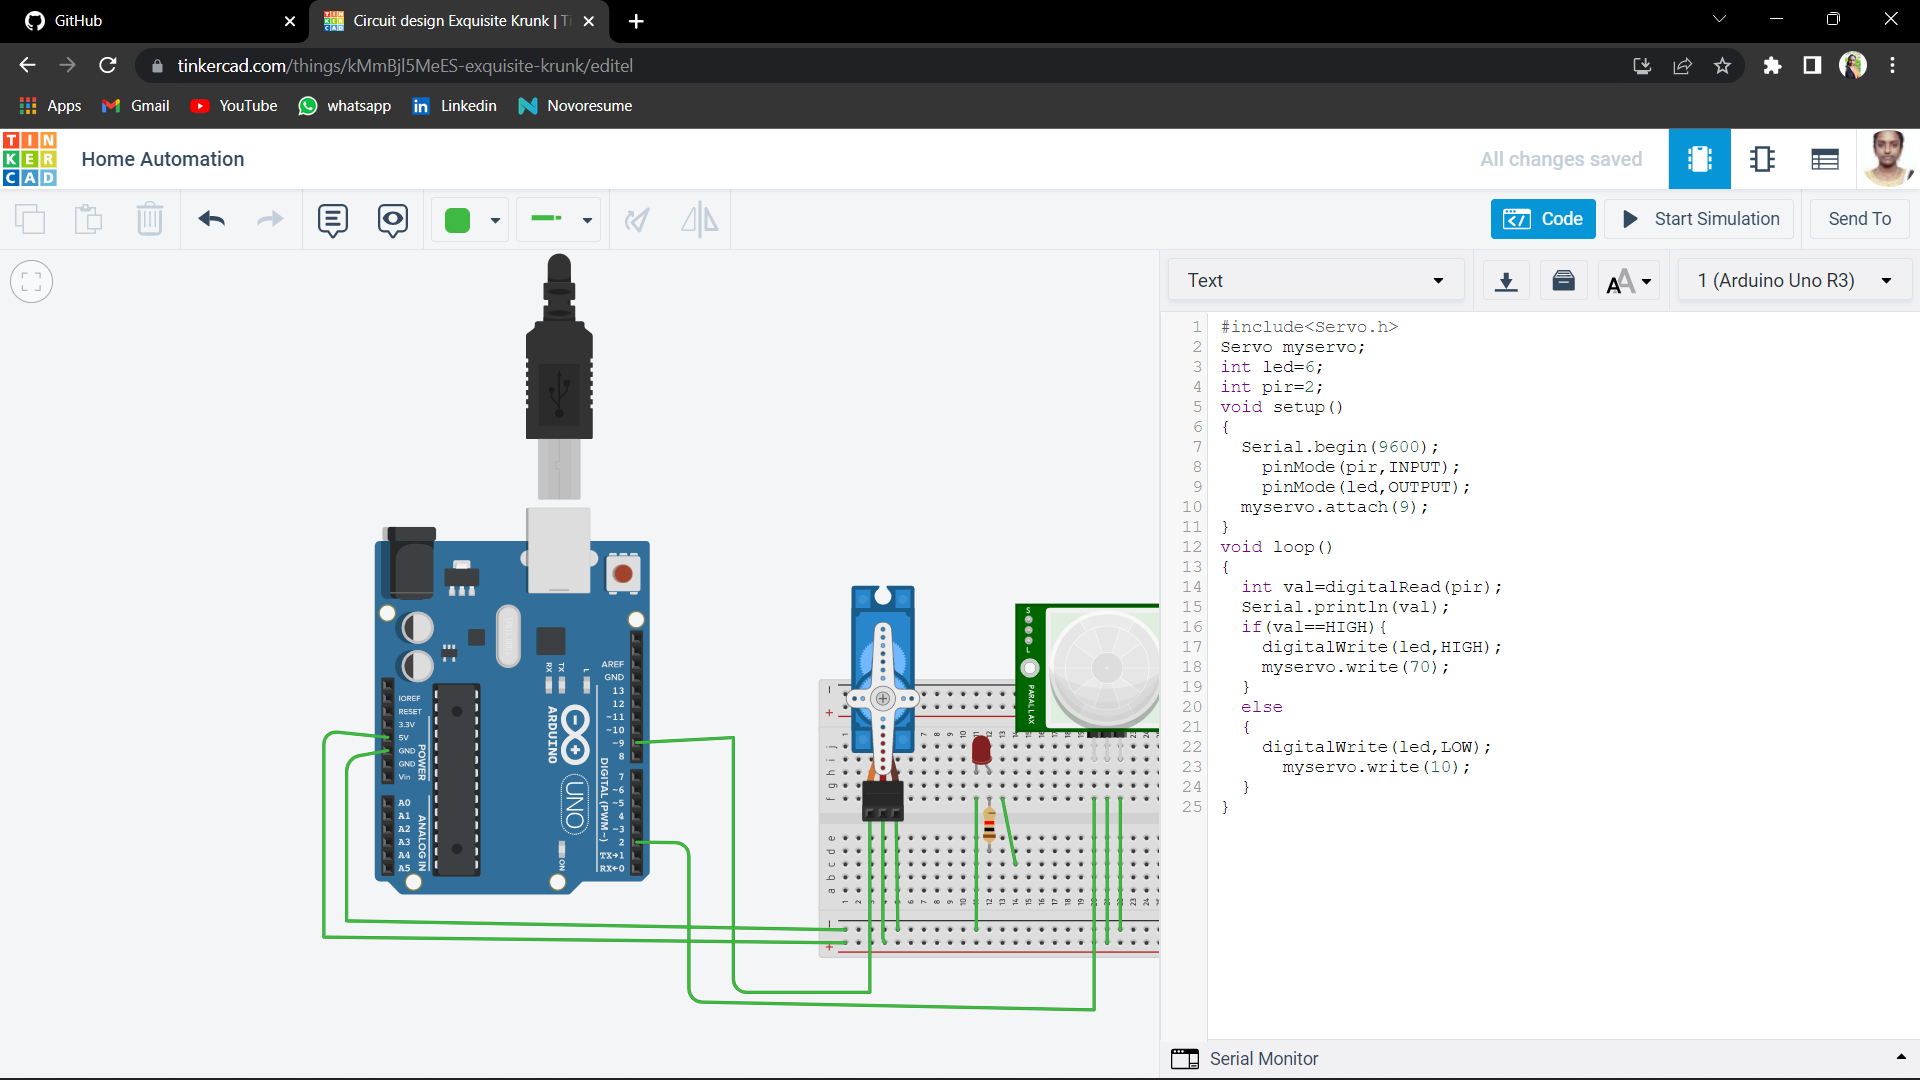 GitHub
Circuit design Exquisite Krunk | Ti
tinkercad.com/things/kMmBjl5MeES-exquisite-krunk/editel
Apps Gmail YouTube whatsapp Linkedin Novoresume
TIN
KER
CAD
Home Automation
All changes saved
Code
Start Simulation
Send To
Text
1 (Arduino Uno R3)
1 #include<Servo.h>
2 Servo myservo;
3 int led=6;
4 int pir=2;
5 void setup()
6 {
7 Serial.begin(9600);
8 pinMode(pir,INPUT);
9 pinMode(led,OUTPUT);
10 myservo.attach(9);
11 }
12 void loop()
13 {
14 int val=digitalRead(pir);
15 Serial.println(val);
16 if(val==HIGH){
17 digitalWrite(led,HIGH);
18 myservo.write(70);
19 }
20 else
21 {
22 digitalWrite(led,LOW);
23 myservo.write(10);
24 }
25 }
Serial Monitor
AREF
GND
13
12
~11
~10
~9
8
7
~6
~5
4
~3
2
TX→1
RX←0
IOREF
RESET
3.3V
5V
GND
GND
Vin
A0
A1
A2
A3
A4
A5
POWER
ANALOG IN
DIGITAL (PWM~)
ARDUINO
UNO
RX
TX
L
ON
S
L
PARALLAX